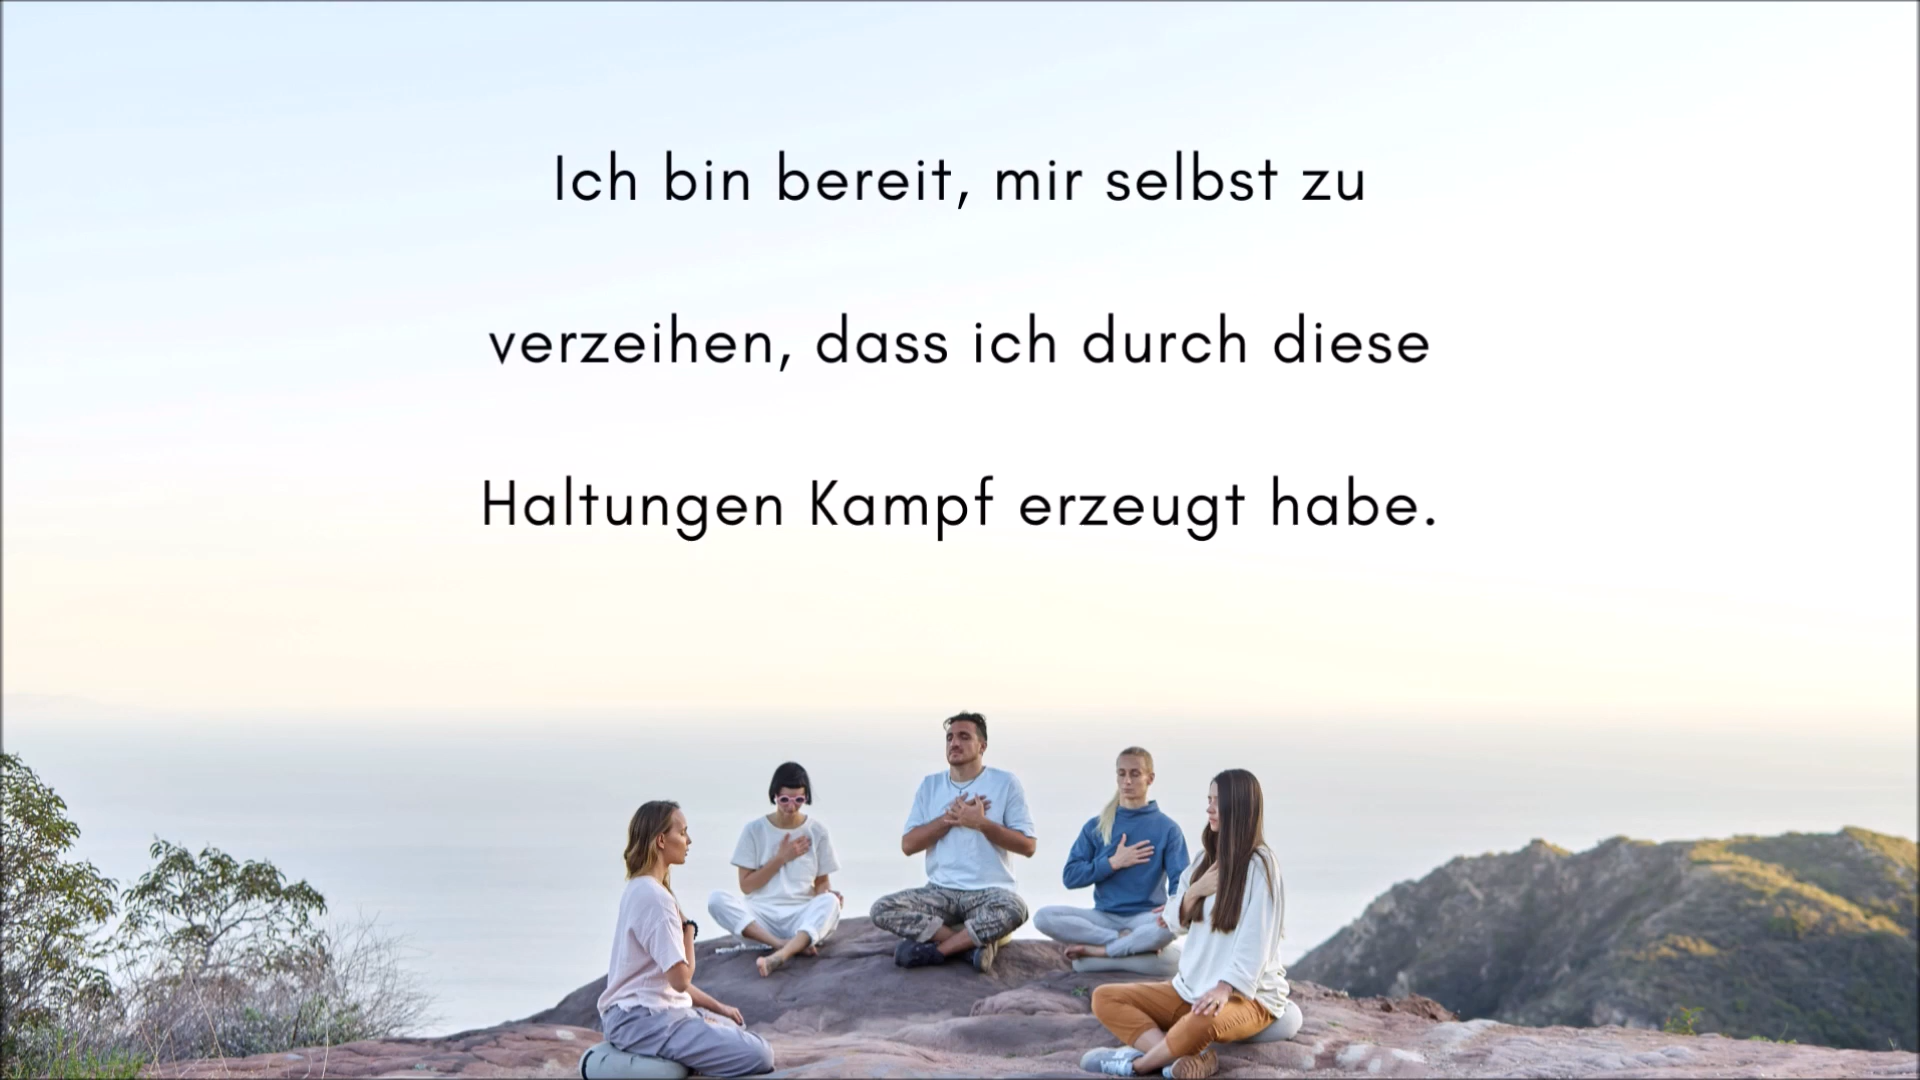 Ich bin bereit, mir selbst zu
verzeihen, dass ich durch diese
Haltungen Kampf erzeugt habe.